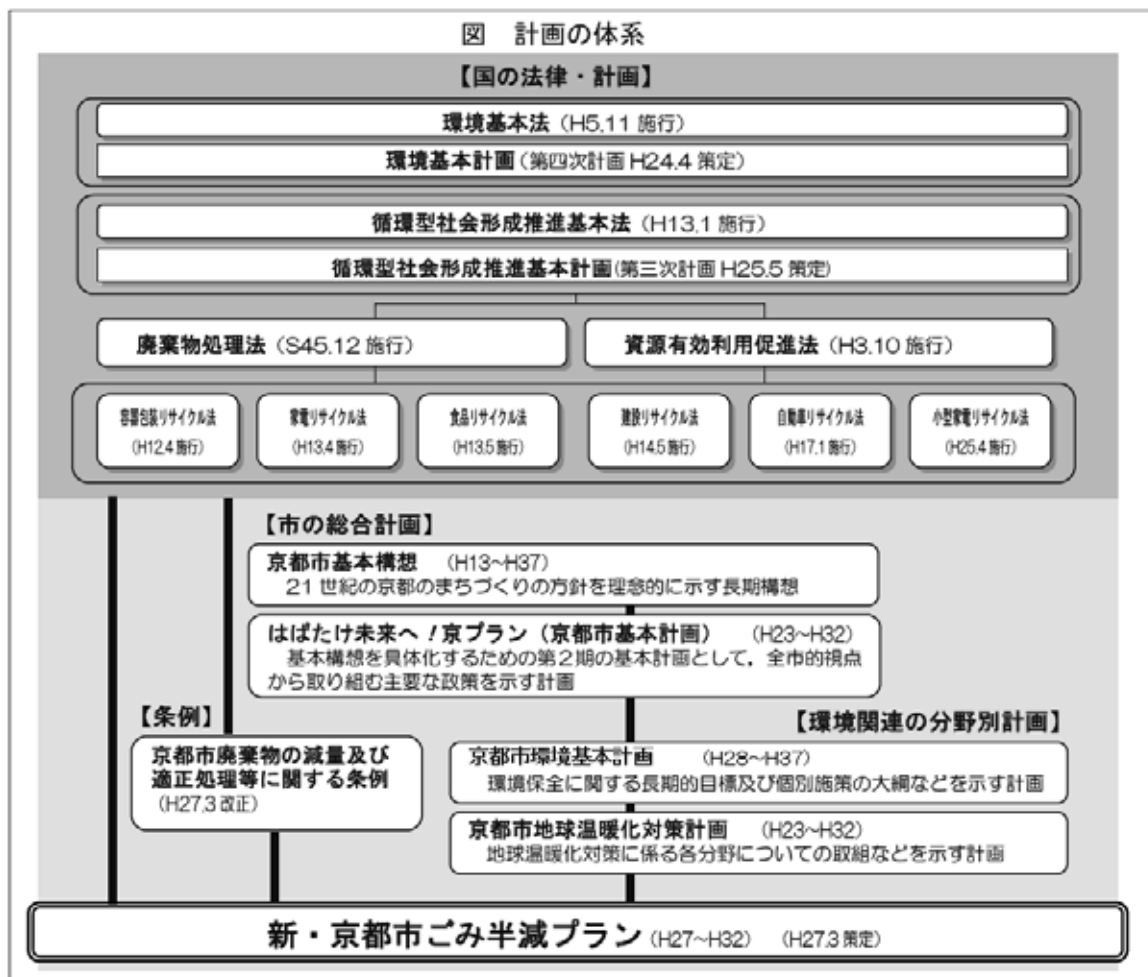 図　計画の体系
【国の法律・計画】
環境基本法（H5.11 施行）
環境基本計画（第四次計画 H24.4 策定）
循環型社会形成推進基本法（H13.1 施行）
循環型社会形成推進基本計画(第三次計画 H25.5 策定)
廃棄物処理法（S45.12 施行）
資源有効利用促進法（H3.10 施行）
容器包装リサイクル法
（H12.4 施行）
家電リサイクル法
（H13.4 施行）
食品リサイクル法
（H13.5 施行）
建設リサイクル法
（H14.5 施行）
自動車リサイクル法
（H17.1 施行）
小型家電リサイクル法
（H25.4 施行）
【市の総合計画】
京都市基本構想　（H13～H37）
21 世紀の京都のまちづくりの方針を理念的に示す長期構想
はばたけ未来へ！京プラン（京都市基本計画）　（H23～H32）
基本構想を具体化するための第２期の基本計画として，全市的視点
から取り組む主要な政策を示す計画
【条例】
京都市廃棄物の減量及び
適正処理等に関する条例
（H27.3 改正）
【環境関連の分野別計画】
京都市環境基本計画　（H28～H37）
環境保全に関する長期的目標及び個別施策の大綱などを示す計画
京都市地球温暖化対策計画　（H23～H32）
地球温暖化対策に係る各分野についての取組などを示す計画
新・京都市ごみ半減プラン（H27～H32）　（H27.3 策定）